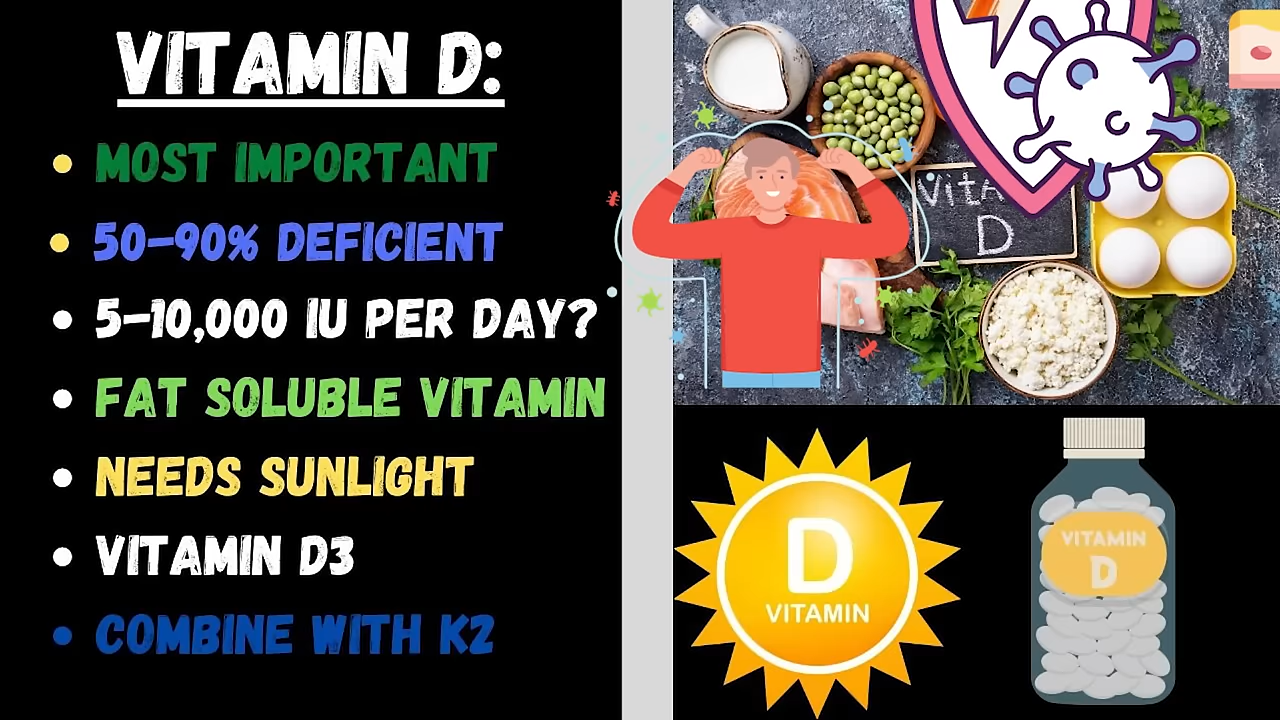 VITAMIN D:
• MOST IMPORTANT
• 50-90% DEFICIENT
• 5-10,000 IU PER DAY?
• FAT SOLUBLE VITAMIN
• NEEDS SUNLIGHT
• VITAMIN D3
• COMBINE WITH K2
D
D
VITAMIN
VITAMIN
D